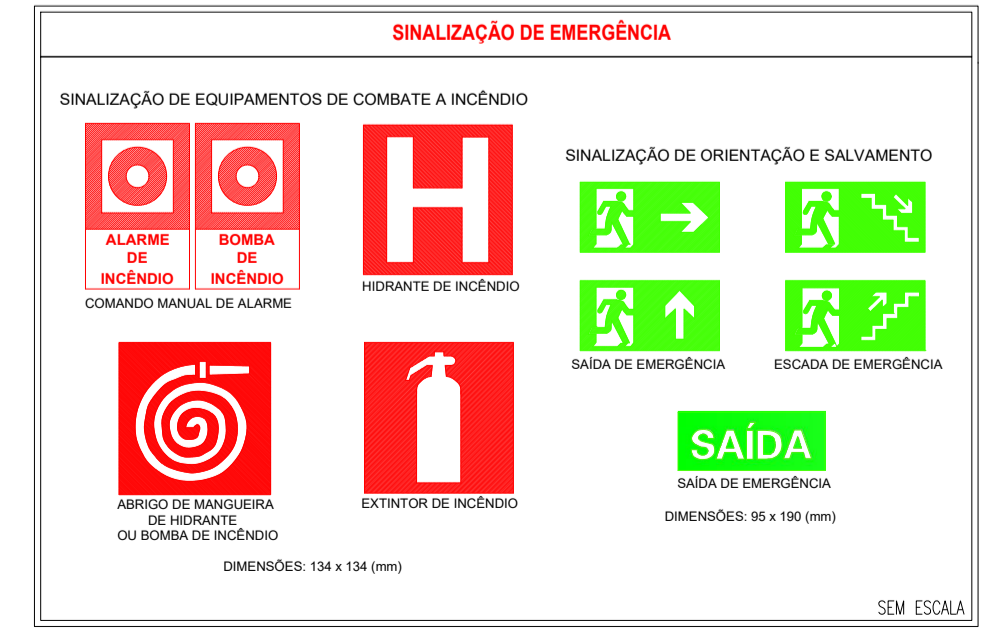 SINALIZAÇÃO DE EMERGÊNCIA
SINALIZAÇÃO DE EQUIPAMENTOS DE COMBATE A INCÊNDIO
ALARME
DE
INCÊNDIO
BOMBA
DE
INCÊNDIO
COMANDO MANUAL DE ALARME
H
HIDRANTE DE INCÊNDIO
ABRIGO DE MANGUEIRA
DE HIDRANTE
OU BOMBA DE INCÊNDIO
EXTINTOR DE INCÊNDIO
DIMENSÕES: 134 x 134 (mm)
SINALIZAÇÃO DE ORIENTAÇÃO E SALVAMENTO
SAÍDA DE EMERGÊNCIA
ESCADA DE EMERGÊNCIA
SAÍDA
SAÍDA DE EMERGÊNCIA
DIMENSÕES: 95 x 190 (mm)
SEM ESCALA